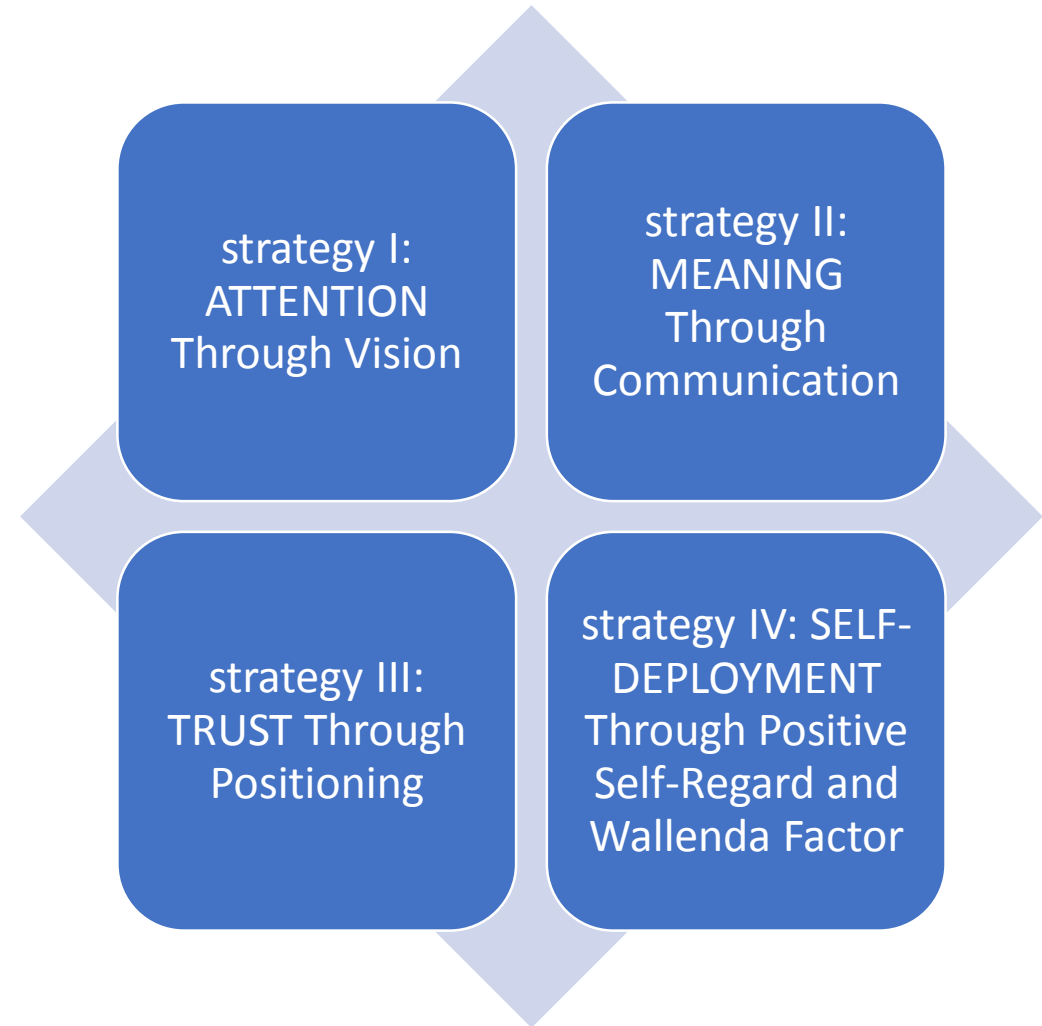 strategy I:
ATTENTION
Through Vision
strategy II:
MEANING
Through
Communication
strategy III:
TRUST Through
Positioning
strategy IV: SELF-
DEPLOYMENT
Through Positive
Self-Regard and
Wallenda Factor